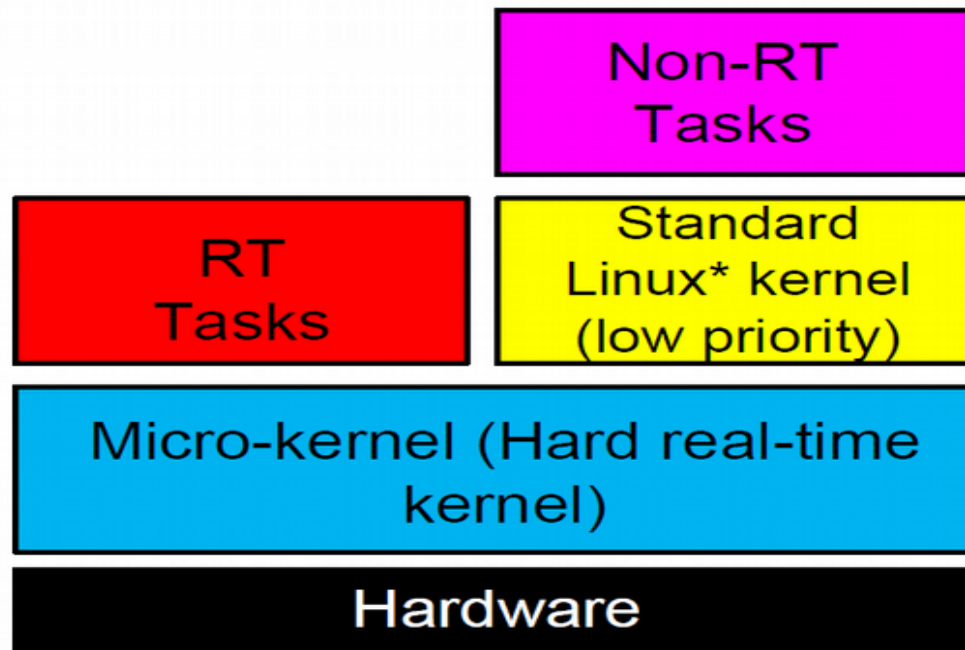 Non-RT
Tasks
RT
Tasks
Standard
Linux* kernel
(low priority)
Micro-kernel (Hard real-time
kernel)
Hardware